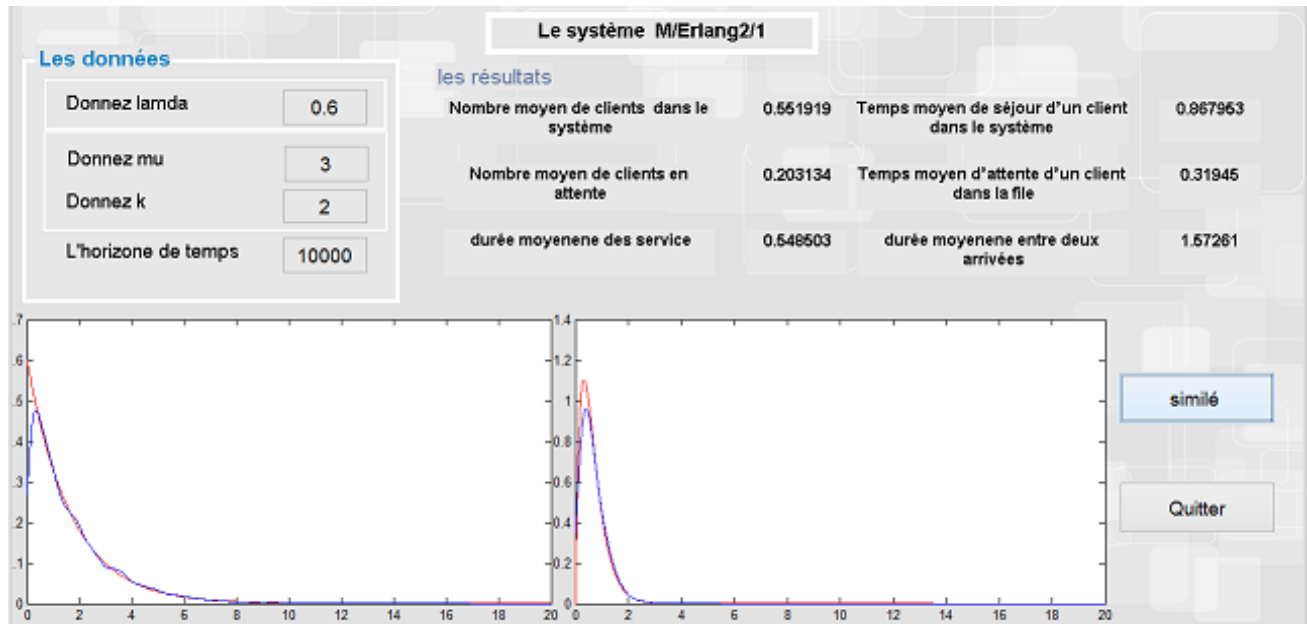 Le système M/Erlang2/1
Les données
Donnez lamda 0.6
Donnez mu 3
Donnez k 2
L'horizone de temps 10000
les résultats
Nombre moyen de clients dans le
système
0.551919
Temps moyen de séjour d'un client
dans le système
0.867953
Nombre moyen de clients en
attente
0.203134
Temps moyen d'attente d'un client
dans la file
0.31945
durée moyenene des service
0.548503
durée moyenene entre deux
arrivées
1.57261
.7
.6
.5
.4
.3
.2
.1
0
0 2 4 6 8 10 12 14 16 18 20
1.4
1.2
1
0.8
0.6
0.4
0.2
0
0 2 4 6 8 10 12 14 16 18 20
similé
Quitter